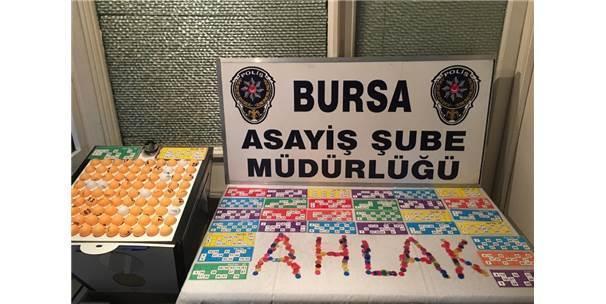 POLİS
POLİS
BURSA
ASAYİŞ ŞUBE
MÜDÜRLÜĞÜ
AHLAK